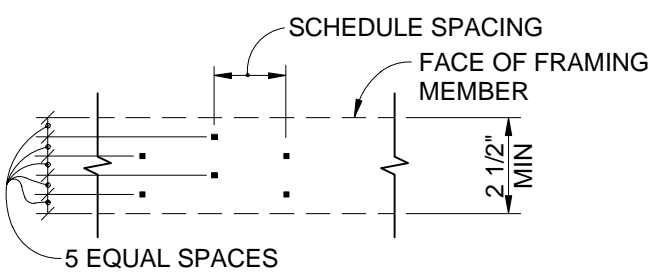 SCHEDULE SPACING
FACE OF FRAMING
MEMBER
2 1/2"
MIN
5 EQUAL SPACES